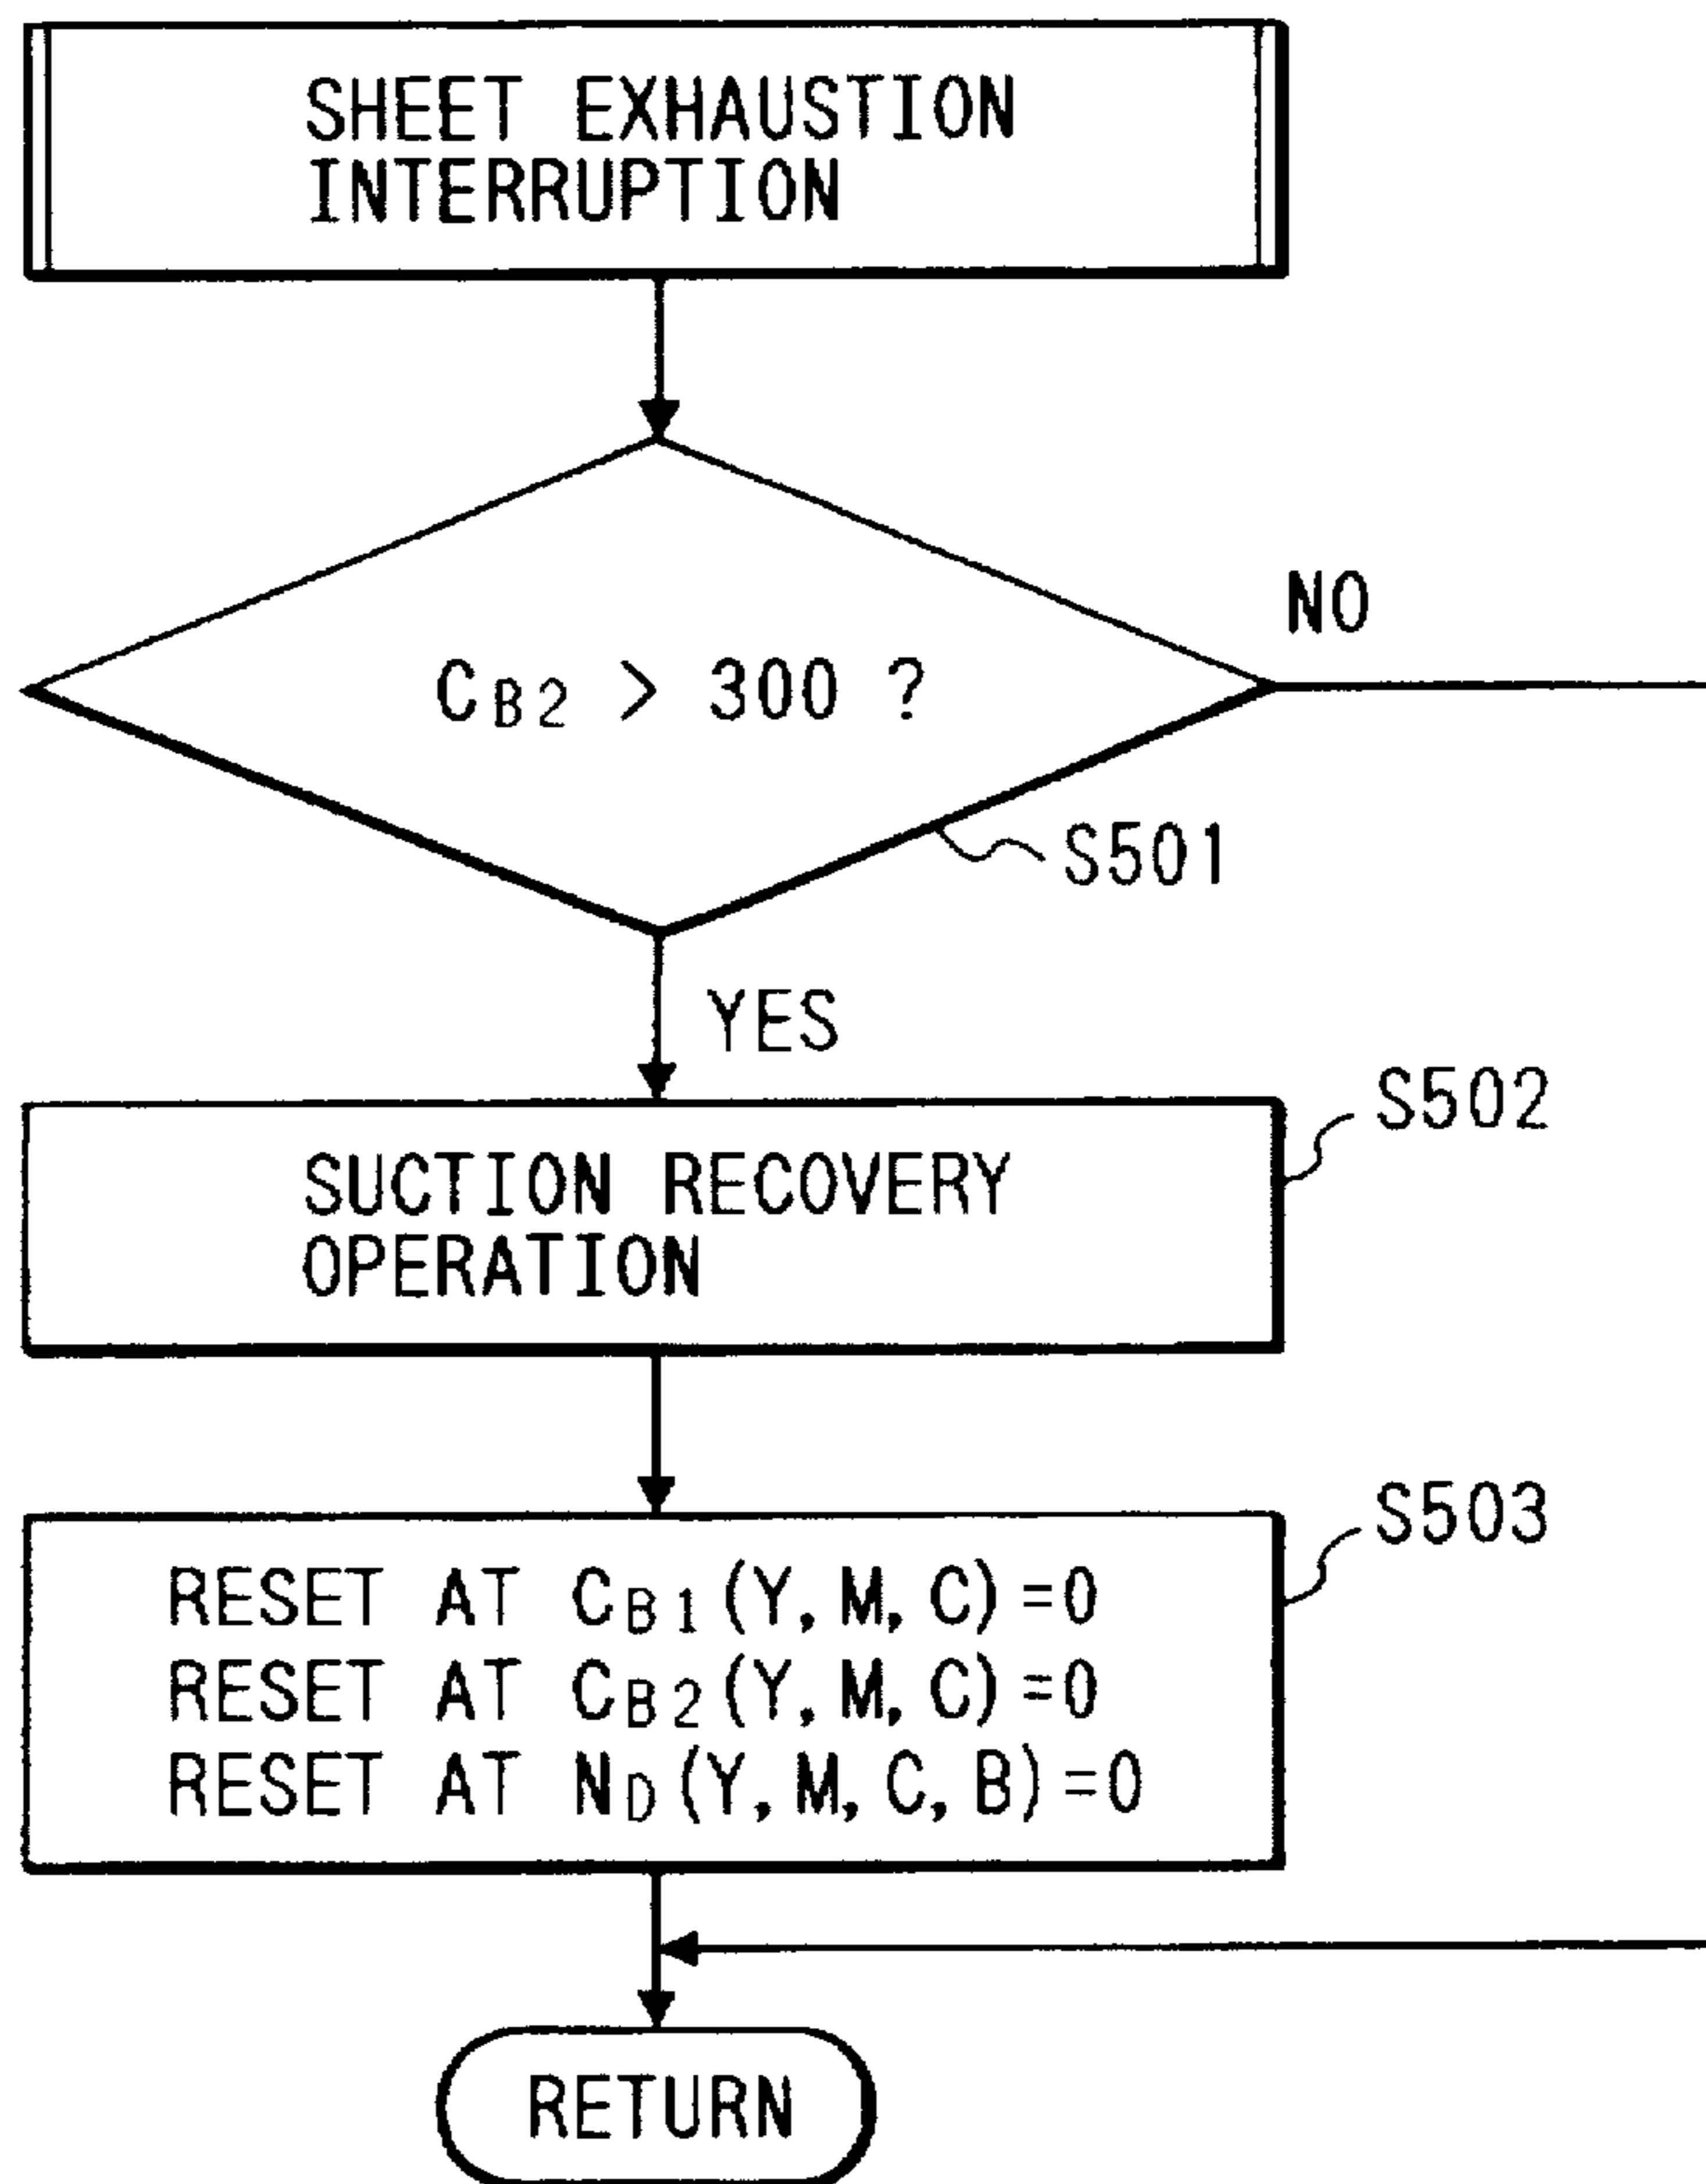 SHEET EXHAUSTION
INTERRUPTION
NO
CB2 > 300 ?
S501
YES
S502
SUCTION RECOVERY
OPERATION
S503
RESET AT CB1(Y, M, C)=0
RESET AT CB2(Y, M, C)=0
RESET AT ND(Y, M, C, B)=0
RETURN